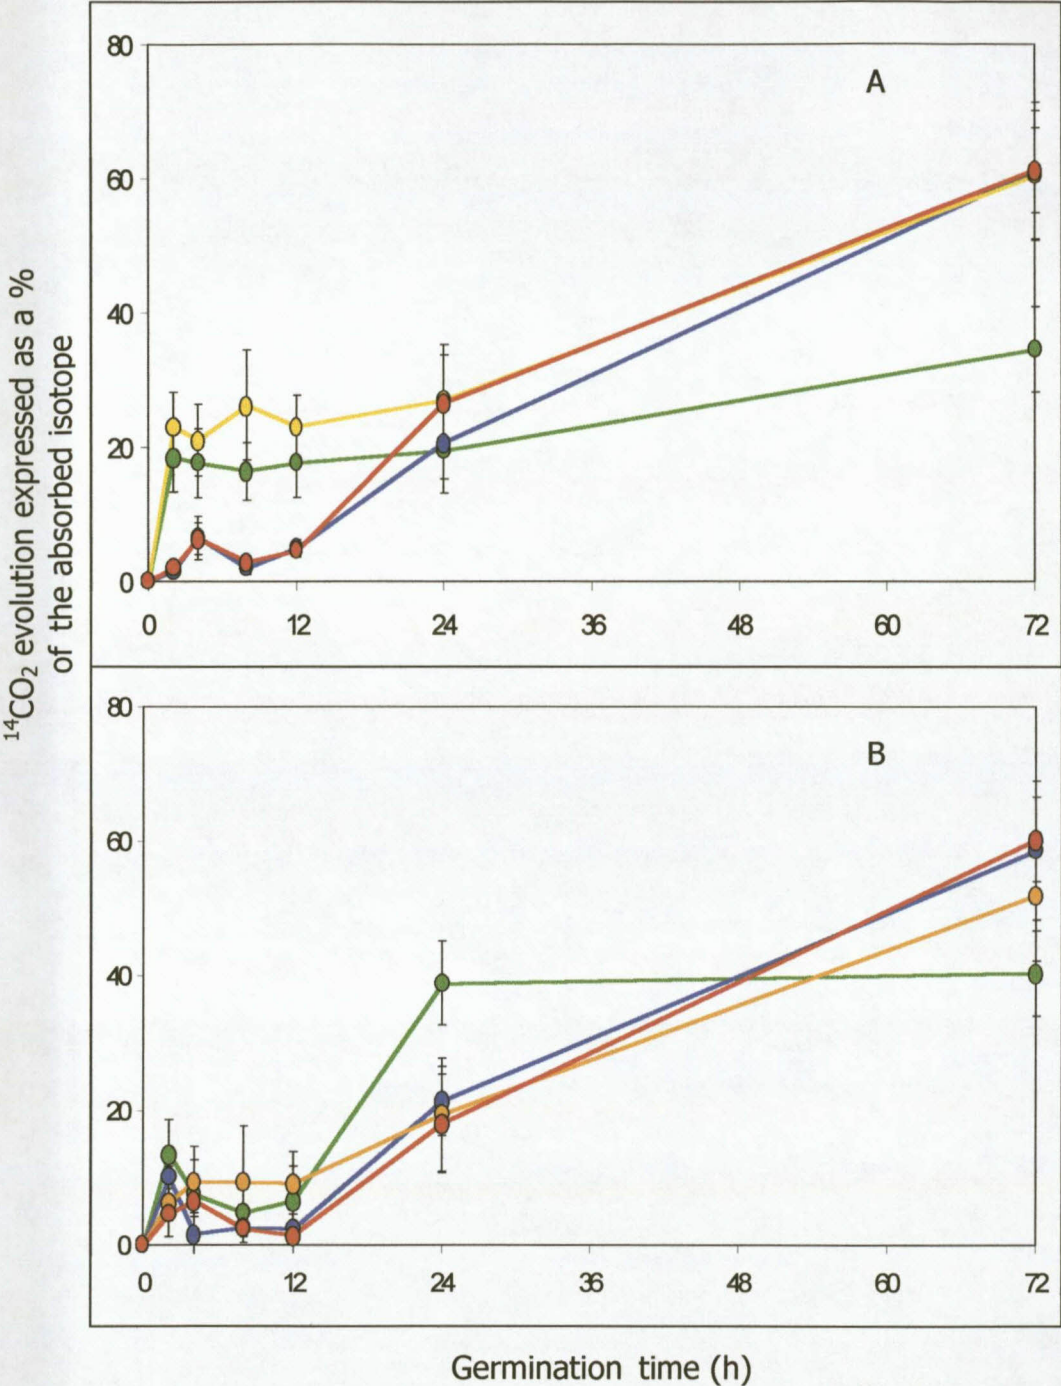 ¹⁴CO₂ evolution expressed as a %
of the absorbed isotope
80
60
40
20
0
A
0 12 24 36 48 60 72
80
60
40
20
0
B
0 12 24 36 48 60 72
Germination time (h)